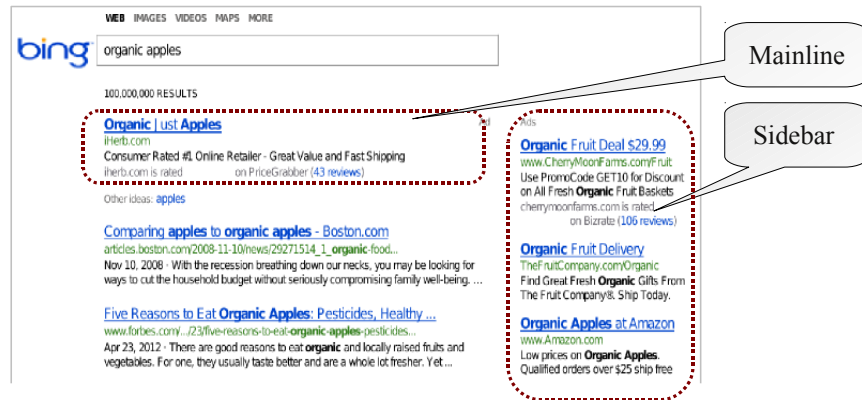 WEB IMAGES VIDEOS MAPS MORE
bing
organic apples
100,000,000 RESULTS
Organic Just Apples
iHerb.com
Consumer Rated #1 Online Retailer - Great Value and Fast Shipping
iherb.com is rated on PriceGrabber (43 reviews)
Ad
Other ideas: apples
Comparing apples to organic apples - Boston.com
articles.boston.com/2008-11-10/news/29271514_1_organic-food...
Nov 10, 2008 · With the recession breathing down our necks, you may be looking for
ways to cut the household budget without seriously compromising family well-being. ...
Five Reasons to Eat Organic Apples: Pesticides, Healthy ...
www.forbes.com/.../23/five-reasons-to-eat-organic-apples-pesticides...
Apr 23, 2012 · There are good reasons to eat organic and locally raised fruits and
vegetables. For one, they usually taste better and are a whole lot fresher. Yet ...
Ads
Organic Fruit Deal $29.99
www.CherryMoonFarms.com/Fruit
Use PromoCode GET10 for Discount
on All Fresh Organic Fruit Baskets
cherrymoonfarms.com is rated
on Bizrate (106 reviews)
Organic Fruit Delivery
TheFruitCompany.com/Organic
Find Great Fresh Organic Gifts From
The Fruit Company®. Ship Today.
Organic Apples at Amazon
www.Amazon.com
Low prices on Organic Apples.
Qualified orders over $25 ship free
Mainline
Sidebar